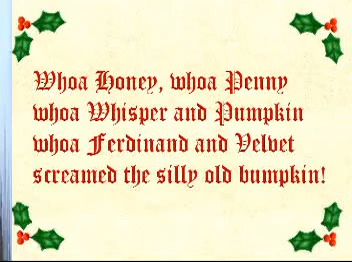 Whoa Honey, whoa Penny
whoa Whisper and Pumpkin
whoa Ferdinand and Velvet
screamed the silly old bumpkin!